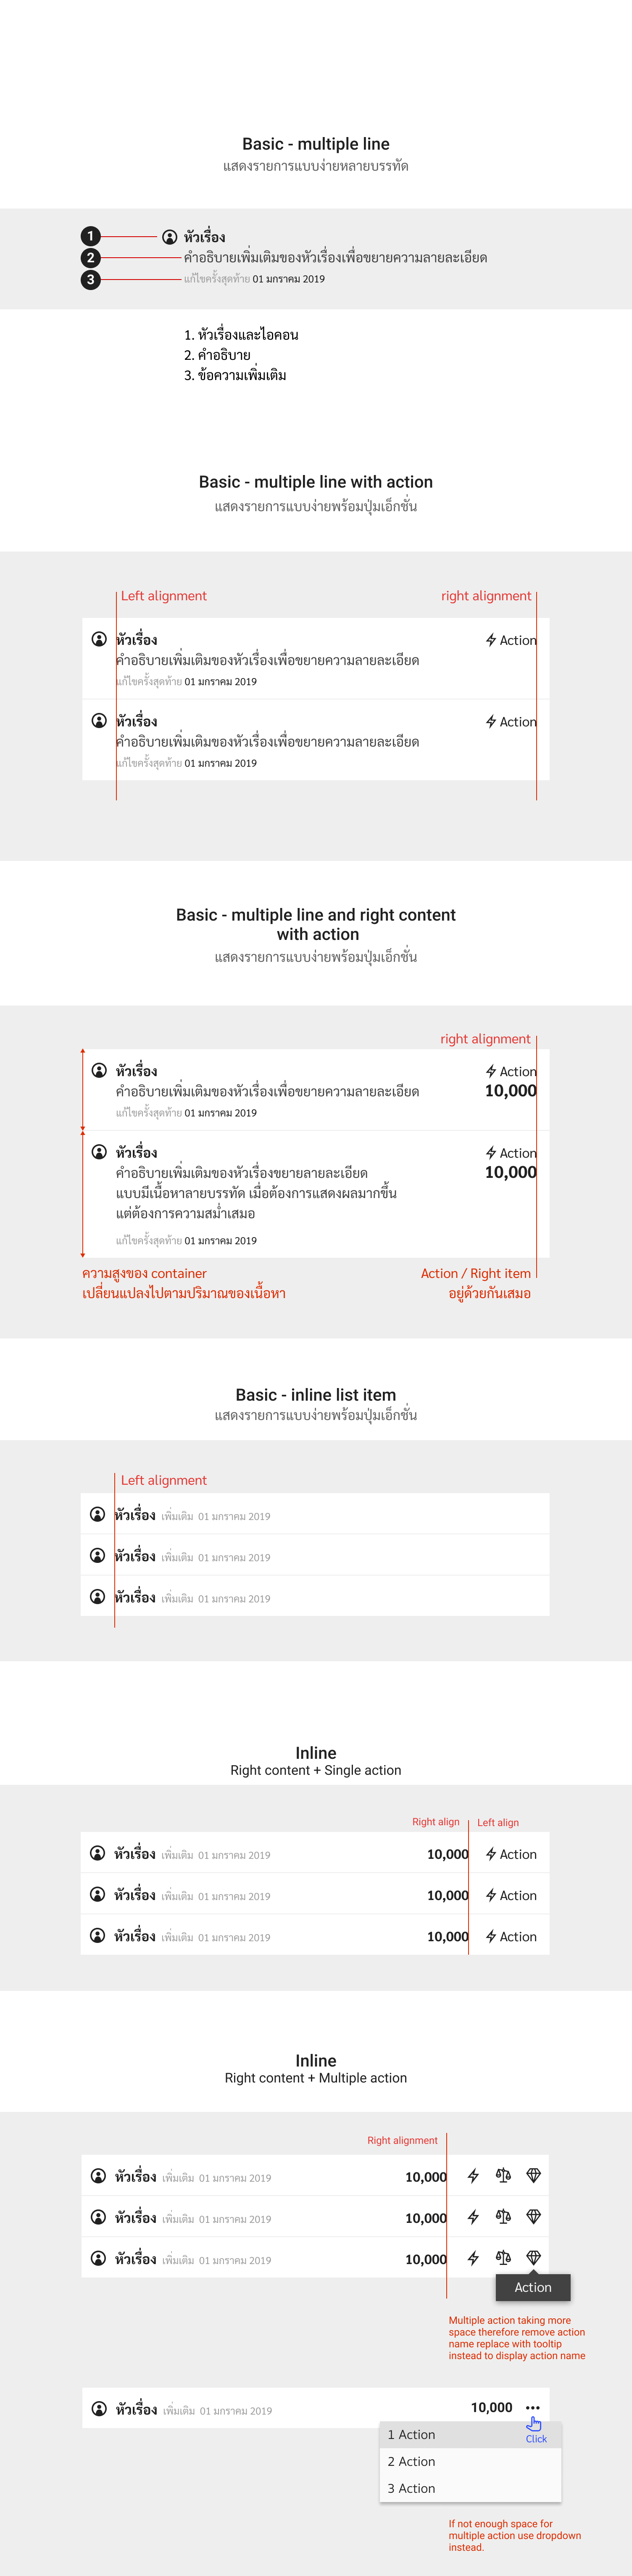 Basic - multiple line
แสดงรายการแบบง่ายหลายบรรทัด
1
หัวเรื่อง
2
คำอธิบายเพิ่มเติมของหัวเรื่องเพื่อขยายความลายละเอียด
3
แก้ไขครั้งสุดท้าย 01 มกราคม 2019
1. หัวเรื่องและไอคอน
2. คำอธิบาย
3. ข้อความเพิ่มเติม
Basic - multiple line with action
แสดงรายการแบบง่ายพร้อมปุ่มเอ็กชั่น
Left alignment
right alignment
หัวเรื่อง
Action
คำอธิบายเพิ่มเติมของหัวเรื่องเพื่อขยายความลายละเอียด
แก้ไขครั้งสุดท้าย 01 มกราคม 2019
หัวเรื่อง
Action
คำอธิบายเพิ่มเติมของหัวเรื่องเพื่อขยายความลายละเอียด
แก้ไขครั้งสุดท้าย 01 มกราคม 2019
Basic - multiple line and right content
with action
แสดงรายการแบบง่ายพร้อมปุ่มเอ็กชั่น
right alignment
หัวเรื่อง
Action
คำอธิบายเพิ่มเติมของหัวเรื่องเพื่อขยายความลายละเอียด
10,000
แก้ไขครั้งสุดท้าย 01 มกราคม 2019
หัวเรื่อง
Action
คำอธิบายเพิ่มเติมของหัวเรื่องขยายลายละเอียด
10,000
แบบมีเนื้อหาลายบรรทัด เมื่อต้องการแสดงผลมากขึ้น
แต่ต้องการความสม่ำเสมอ
แก้ไขครั้งสุดท้าย 01 มกราคม 2019
ความสูงของ container
เปลี่ยนแปลงไปตามปริมาณของเนื้อหา
Action / Right item
อยู่ด้วยกันเสมอ
Basic - inline list item
แสดงรายการแบบง่ายพร้อมปุ่มเอ็กชั่น
Left alignment
หัวเรื่อง เพิ่มเติม 01 มกราคม 2019
หัวเรื่อง เพิ่มเติม 01 มกราคม 2019
หัวเรื่อง เพิ่มเติม 01 มกราคม 2019
Inline
Right content + Single action
Right align
Left align
หัวเรื่อง เพิ่มเติม 01 มกราคม 2019 10,000 Action
หัวเรื่อง เพิ่มเติม 01 มกราคม 2019 10,000 Action
หัวเรื่อง เพิ่มเติม 01 มกราคม 2019 10,000 Action
Inline
Right content + Multiple action
Right alignment
หัวเรื่อง เพิ่มเติม 01 มกราคม 2019 10,000
หัวเรื่อง เพิ่มเติม 01 มกราคม 2019 10,000
หัวเรื่อง เพิ่มเติม 01 มกราคม 2019 10,000
Action
Multiple action taking more
space therefore remove action
name replace with tooltip
instead to display action name
หัวเรื่อง เพิ่มเติม 01 มกราคม 2019 10,000
1 Action
Click
2 Action
3 Action
If not enough space for
multiple action use dropdown
instead.